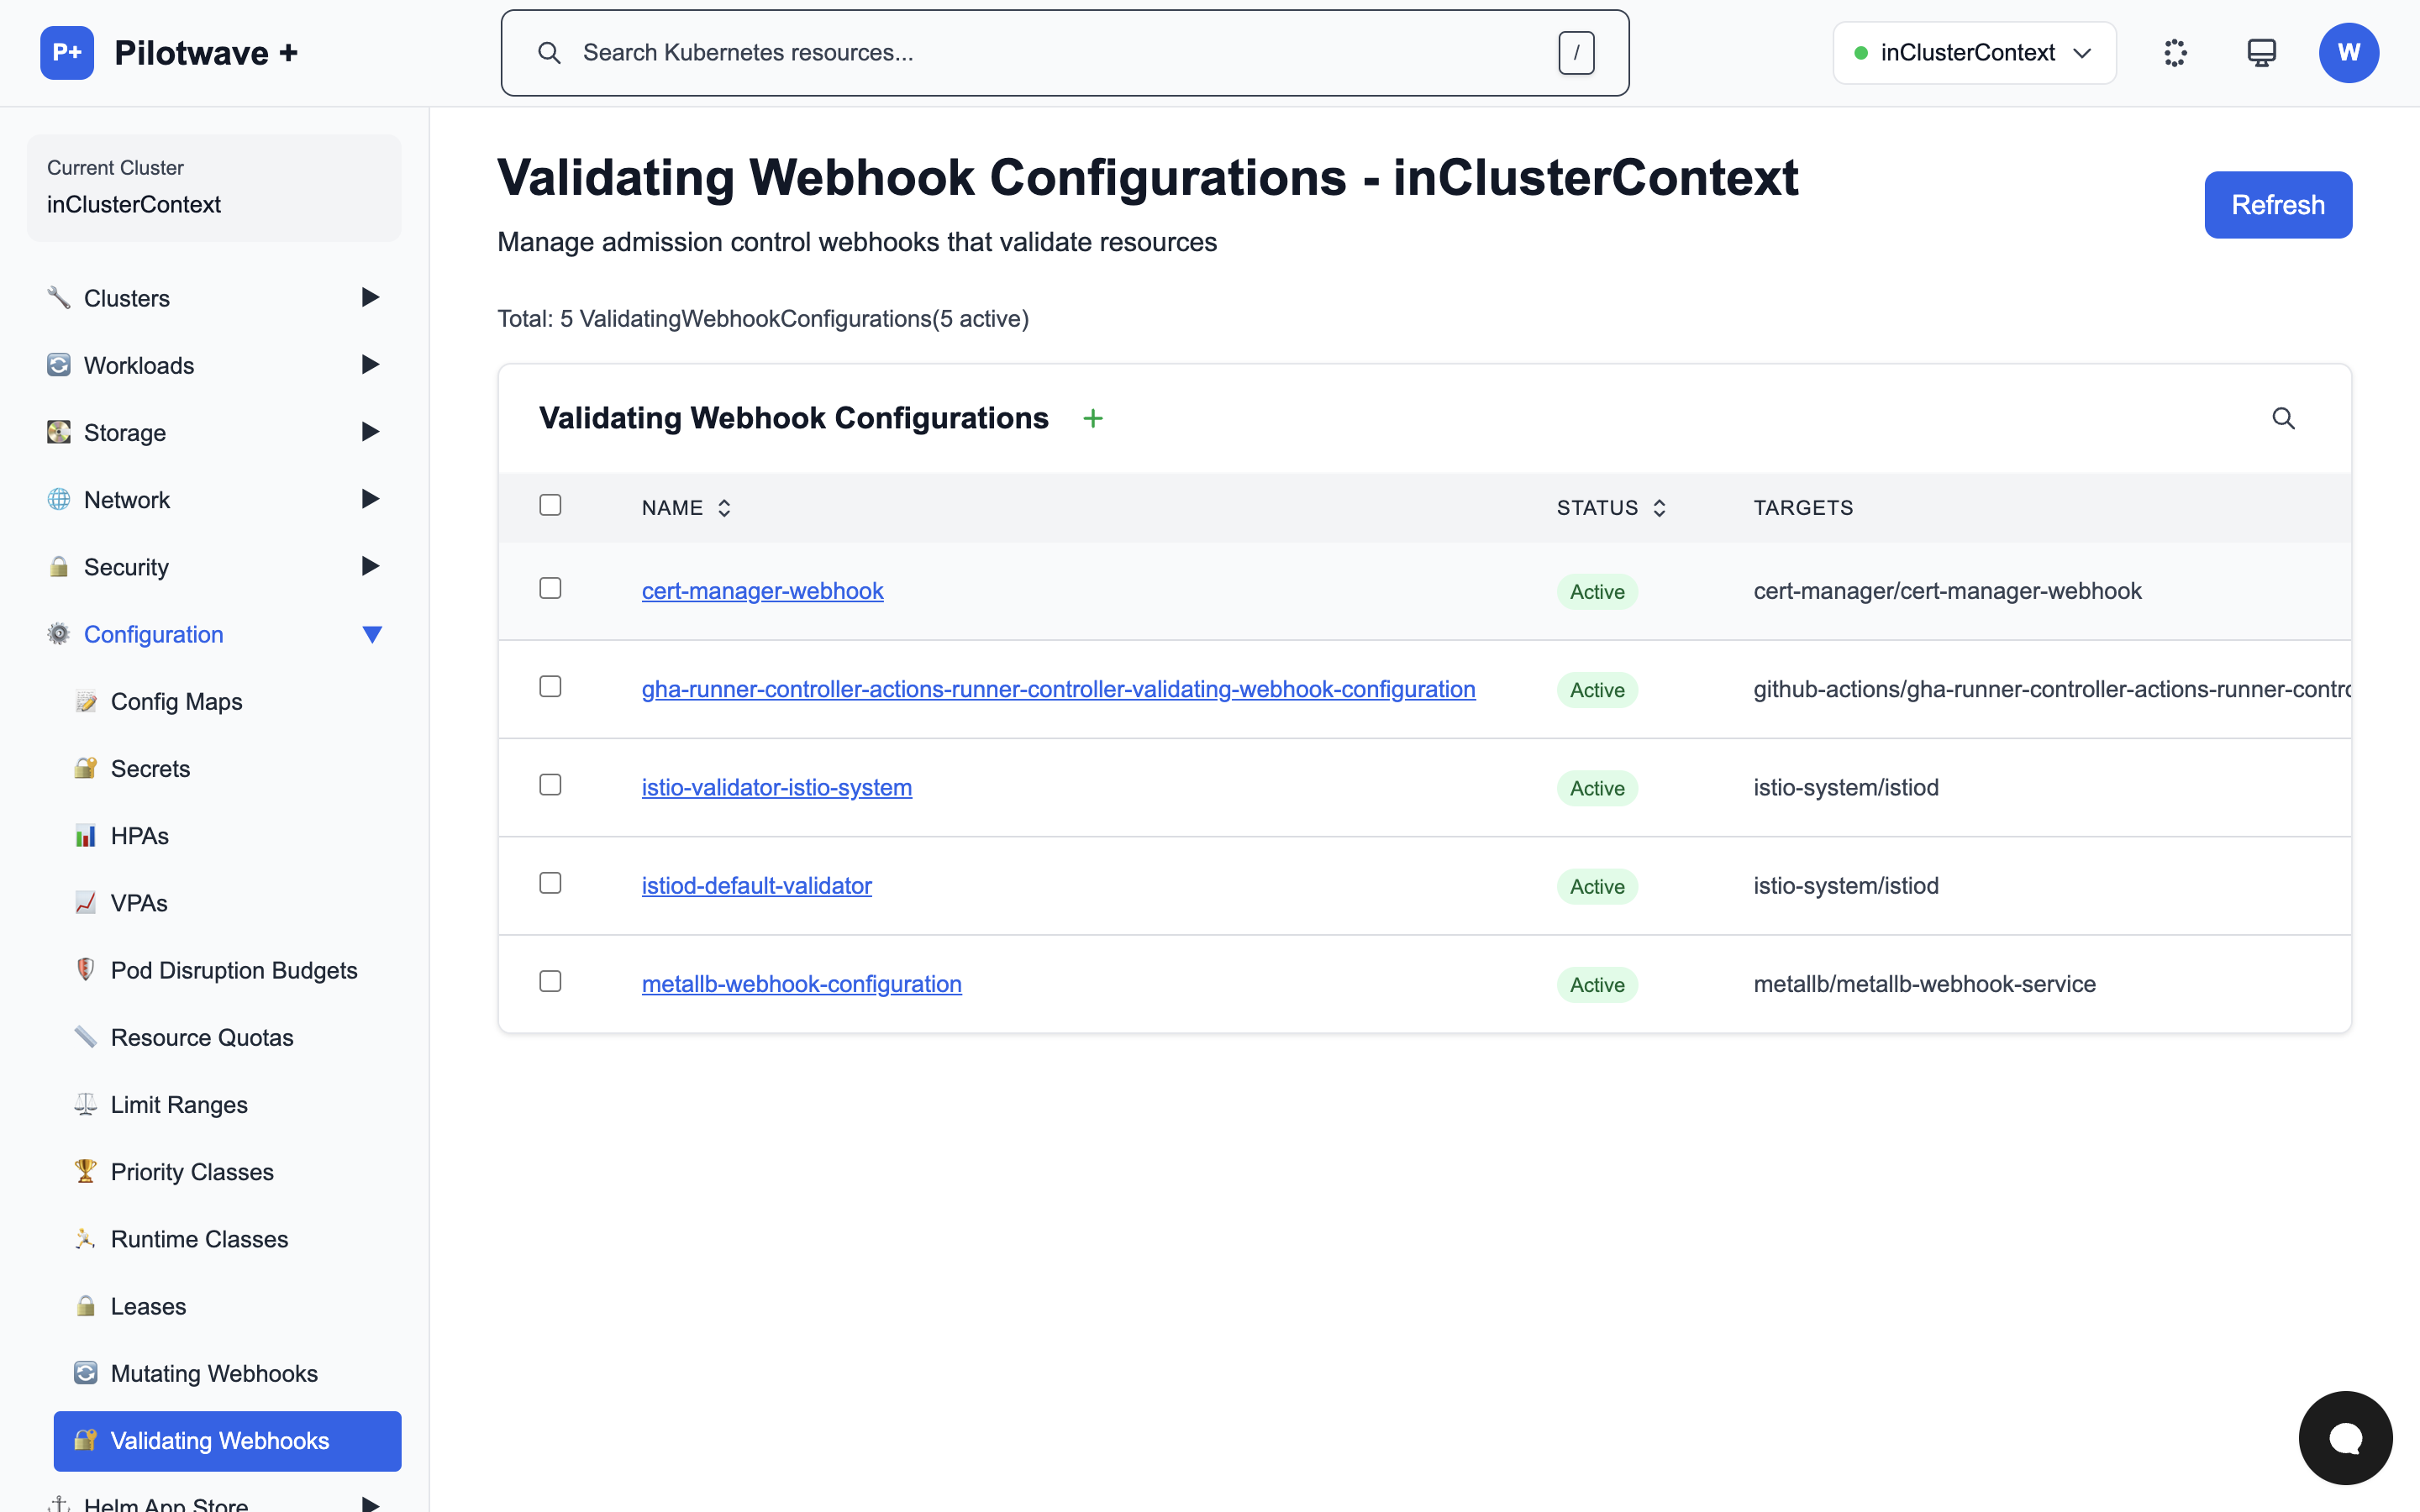 P+ Pilotwave +
Search Kubernetes resources... /
inClusterContext
W
Current Cluster
inClusterContext
Clusters
Workloads
Storage
Network
Security
Configuration
Config Maps
Secrets
HPAs
VPAs
Pod Disruption Budgets
Resource Quotas
Limit Ranges
Priority Classes
Runtime Classes
Leases
Mutating Webhooks
Validating Webhooks
Helm App Store
Validating Webhook Configurations - inClusterContext
Manage admission control webhooks that validate resources
Refresh
Total: 5 ValidatingWebhookConfigurations(5 active)
Validating Webhook Configurations +
NAME STATUS TARGETS
cert-manager-webhook Active cert-manager/cert-manager-webhook
gha-runner-controller-actions-runner-controller-validating-webhook-configuration Active github-actions/gha-runner-controller-actions-runner-contro
istio-validator-istio-system Active istio-system/istiod
istiod-default-validator Active istio-system/istiod
metallb-webhook-configuration Active metallb/metallb-webhook-service